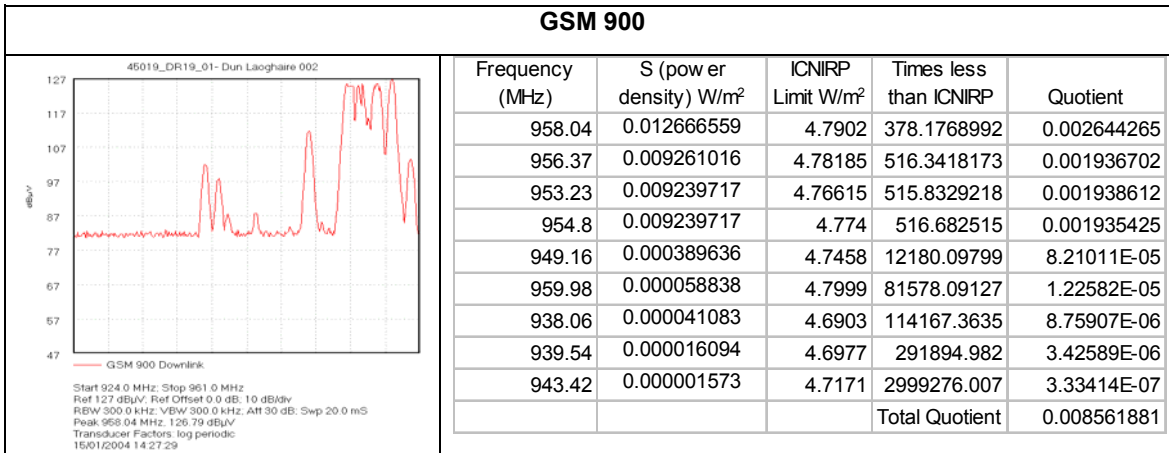 GSM 900
45019_DR19_01- Dun Laoghaire 002
127
117
107
97
87
77
67
57
47
dBµV
GSM 900 Downlink
Start 924.0 MHz; Stop 961.0 MHz
Ref 127 dBµV; Ref Offset 0.0 dB; 10 dB/div
RBW 300.0 kHz; VBW 300.0 kHz; Att 30 dB; Swp 20.0 mS
Peak 958.04 MHz, 126.79 dBµV
Transducer Factors: log periodic
15/01/2004 14:27:29
Frequency (MHz) S (pow er density) W/m² ICNIRP Limit W/m² Times less than ICNIRP Quotient
958.04 0.012666559 4.7902 378.1768992 0.002644265
956.37 0.009261016 4.78185 516.3418173 0.001936702
953.23 0.009239717 4.76615 515.8329218 0.001938612
954.8 0.009239717 4.774 516.682515 0.001935425
949.16 0.000389636 4.7458 12180.09799 8.21011E-05
959.98 0.000058838 4.7999 81578.09127 1.22582E-05
938.06 0.000041083 4.6903 114167.3635 8.75907E-06
939.54 0.000016094 4.6977 291894.982 3.42589E-06
943.42 0.000001573 4.7171 2999276.007 3.33414E-07
Total Quotient 0.008561881